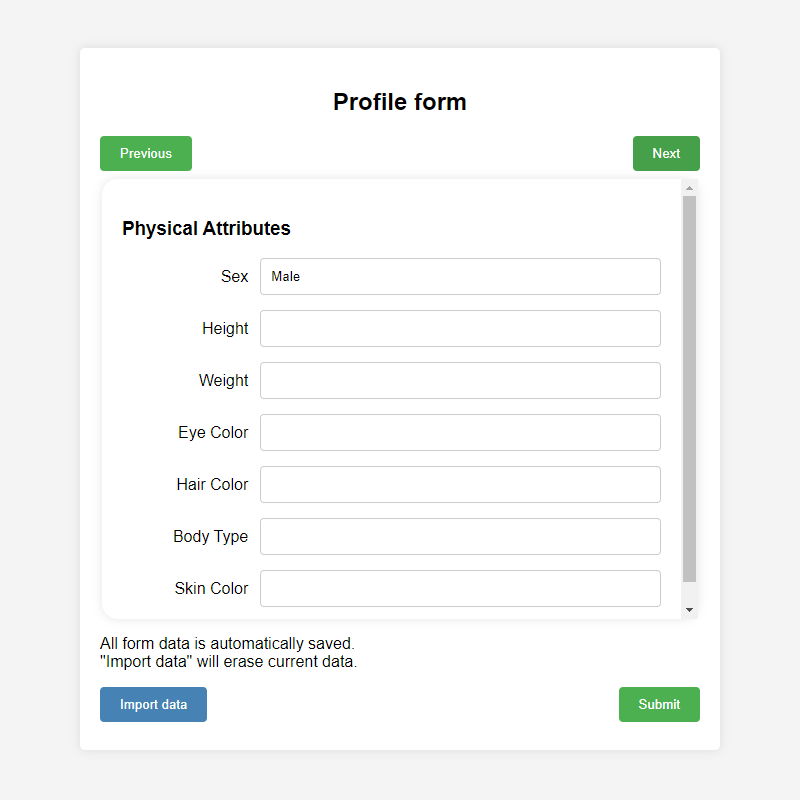 Profile form
Previous
Next
Physical Attributes
Sex
Male
Height
Weight
Eye Color
Hair Color
Body Type
Skin Color
All form data is automatically saved.
"Import data" will erase current data.
Import data
Submit